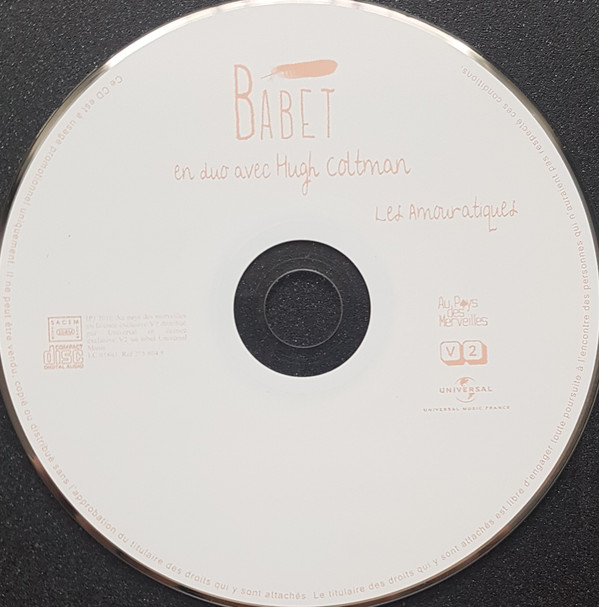 BABET
en duo avec Hugh Coltman
Les Amouratiques
Au Pays
des
Merveilles
V2
UNIVERSAL
UNIVERSAL MUSIC FRANCE
SACEM
COMPACT
disc
DIGITAL AUDIO
Ce CD est à usage promotionnel uniquement. Il ne peut être vendu, copié ou distribué sans l'approbation du titulaire des droits qui y sont attachés. Le titulaire des droits qui y sont attachés est libre d'engager toute poursuite à l'encontre des personnes qui n'auraient pas respecté ces conditions